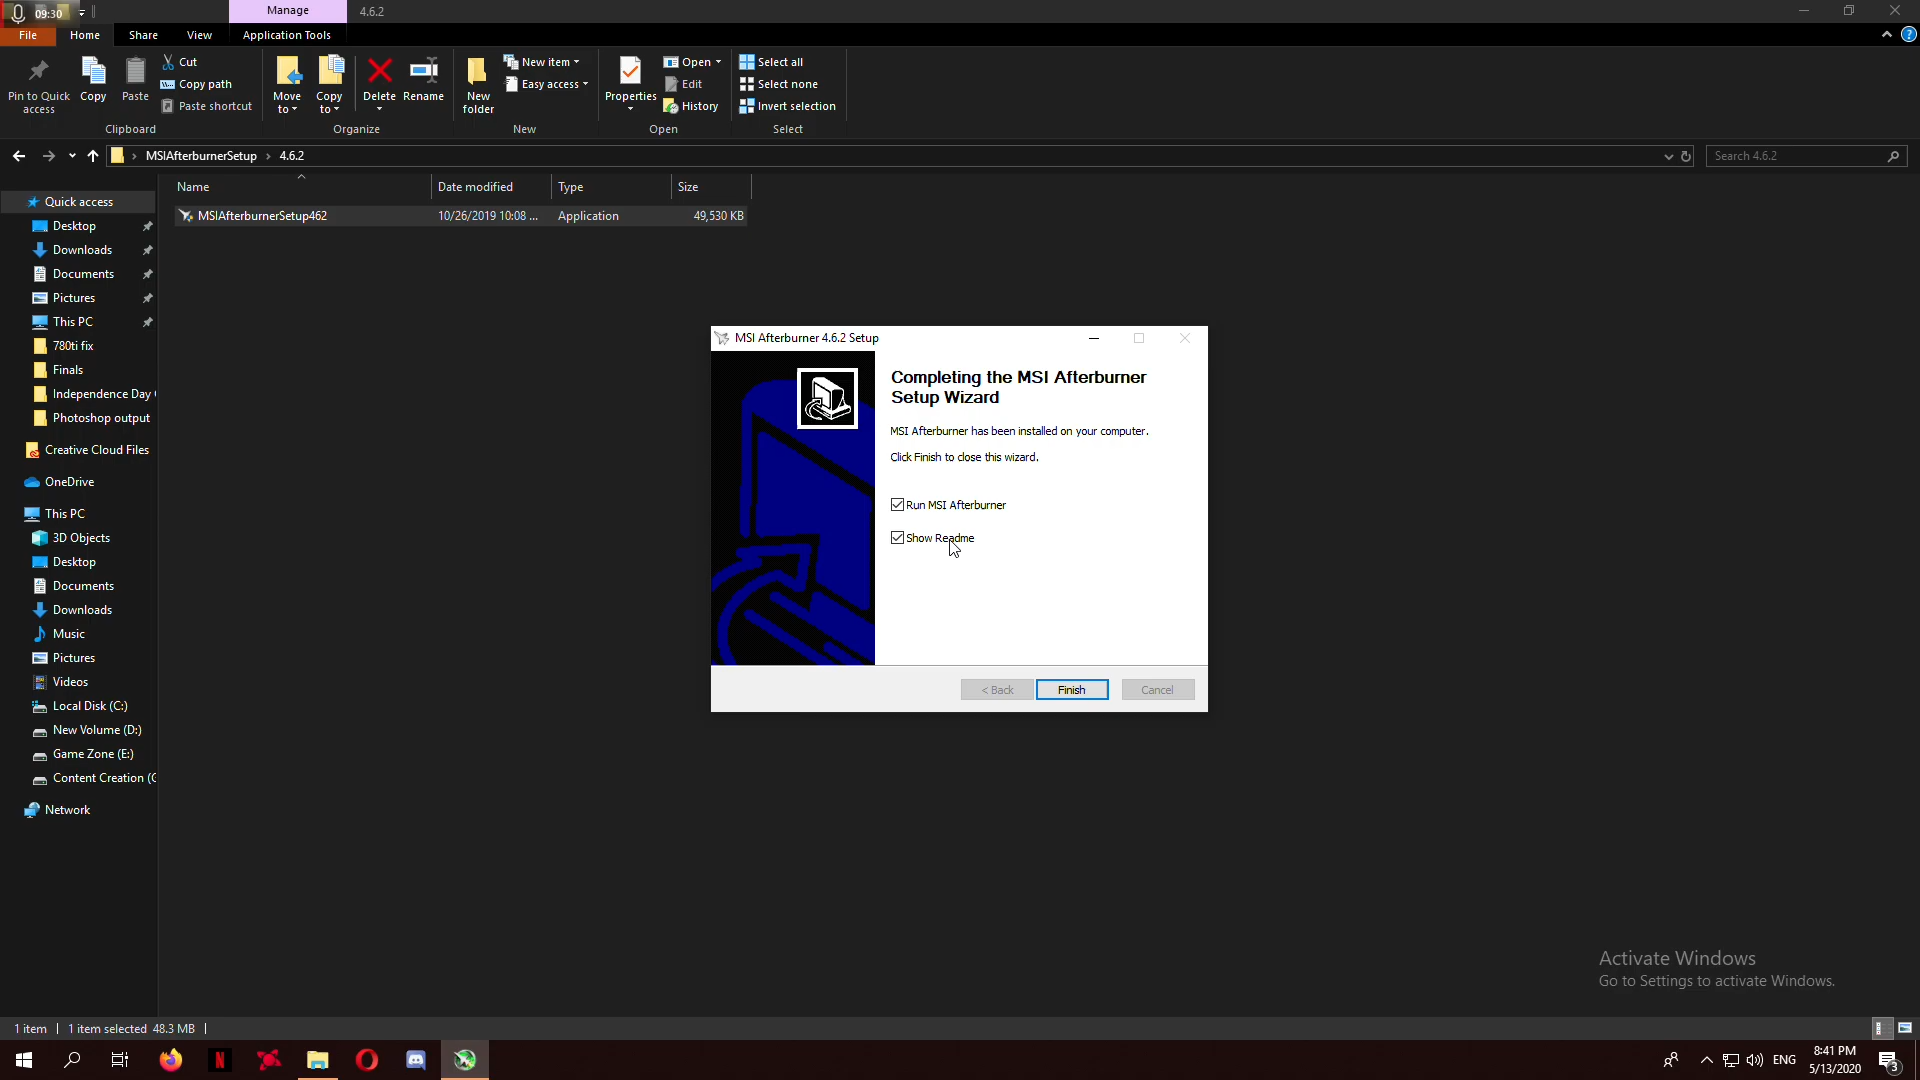 09:30
Manage
4.6.2
File
Home
Share
View
Application Tools
Pin to Quick access
Copy
Paste
Cut
Copy path
Paste shortcut
Clipboard
Move to
Copy to
Delete
Rename
Organize
New folder
New item
Easy access
New
Properties
Open
Edit
History
Open
Select all
Select none
Invert selection
Select
MSIAfterburnerSetup
4.6.2
Search 4.6.2
Name
Date modified
Type
Size
MSIAfterburnerSetup462
10/26/2019 10:08 ...
Application
49,530 KB
Quick access
Desktop
Downloads
Documents
Pictures
This PC
780ti fix
Finals
Independence Day
Photoshop output
Creative Cloud Files
OneDrive
This PC
3D Objects
Desktop
Documents
Downloads
Music
Pictures
Videos
Local Disk (C:)
New Volume (D:)
Game Zone (E:)
Content Creation (
Network
MSI Afterburner 4.6.2 Setup
Completing the MSI Afterburner
Setup Wizard
MSI Afterburner has been installed on your computer.
Click Finish to close this wizard.
Run MSI Afterburner
Show Readme
< Back
Finish
Cancel
Activate Windows
Go to Settings to activate Windows.
1 item
1 item selected
48.3 MB
ENG
8:41 PM
5/13/2020
3